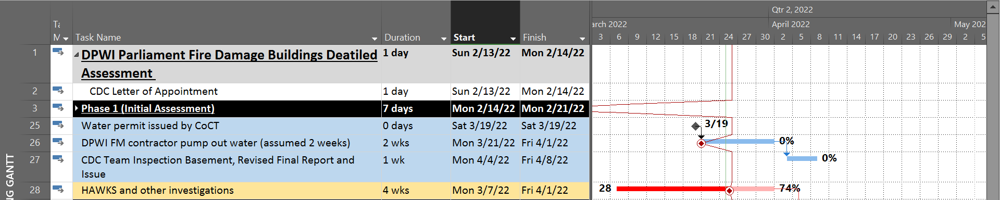 Qtr 2, 2022
arch 2022 April 2022 May 202
Ta
M Task Name Duration Start Finish 3 6 9 12 15 18 21 24 27 30 2 5 8 11 14 17 20 23 26 29 2 5
1 DPWI Parliament Fire Damage Buildings Deatiled 1 day Sun 2/13/22 Mon 2/14/22
Assessment
2 CDC Letter of Appointment 1 day Sun 2/13/22 Mon 2/14/22
3 Phase 1 (Initial Assessment) 7 days Mon 2/14/22 Mon 2/21/22
25 Water permit issued by CoCT 0 days Sat 3/19/22 Sat 3/19/22 3/19
26 DPWI FM contractor pump out water (assumed 2 weeks) 2 wks Mon 3/21/22 Fri 4/1/22 0%
27 CDC Team Inspection Basement, Revised Final Report and 1 wk Mon 4/4/22 Fri 4/8/22 0%
Issue
28 HAWKS and other investigations 4 wks Mon 3/7/22 Fri 4/1/22 28 74%
NG GANTT